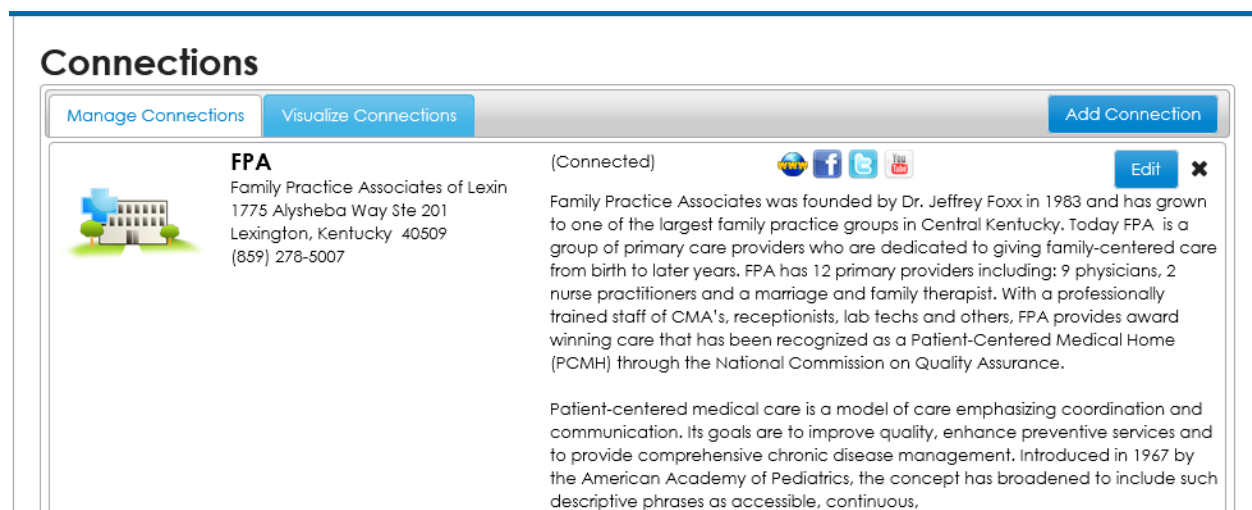 Connections
Manage Connections
Visualize Connections
Add Connection
FPA
Family Practice Associates of Lexin
1775 Alysheba Way Ste 201
Lexington, Kentucky 40509
(859) 278-5007
(Connected)
www
f
t
You
Tube
Edit
Family Practice Associates was founded by Dr. Jeffrey Foxx in 1983 and has grown
to one of the largest family practice groups in Central Kentucky. Today FPA is a
group of primary care providers who are dedicated to giving family-centered care
from birth to later years. FPA has 12 primary providers including: 9 physicians, 2
nurse practitioners and a marriage and family therapist. With a professionally
trained staff of CMA's, receptionists, lab techs and others, FPA provides award
winning care that has been recognized as a Patient-Centered Medical Home
(PCMH) through the National Commission on Quality Assurance.
Patient-centered medical care is a model of care emphasizing coordination and
communication. Its goals are to improve quality, enhance preventive services and
to provide comprehensive chronic disease management. Introduced in 1967 by
the American Academy of Pediatrics, the concept has broadened to include such
descriptive phrases as accessible, continuous,